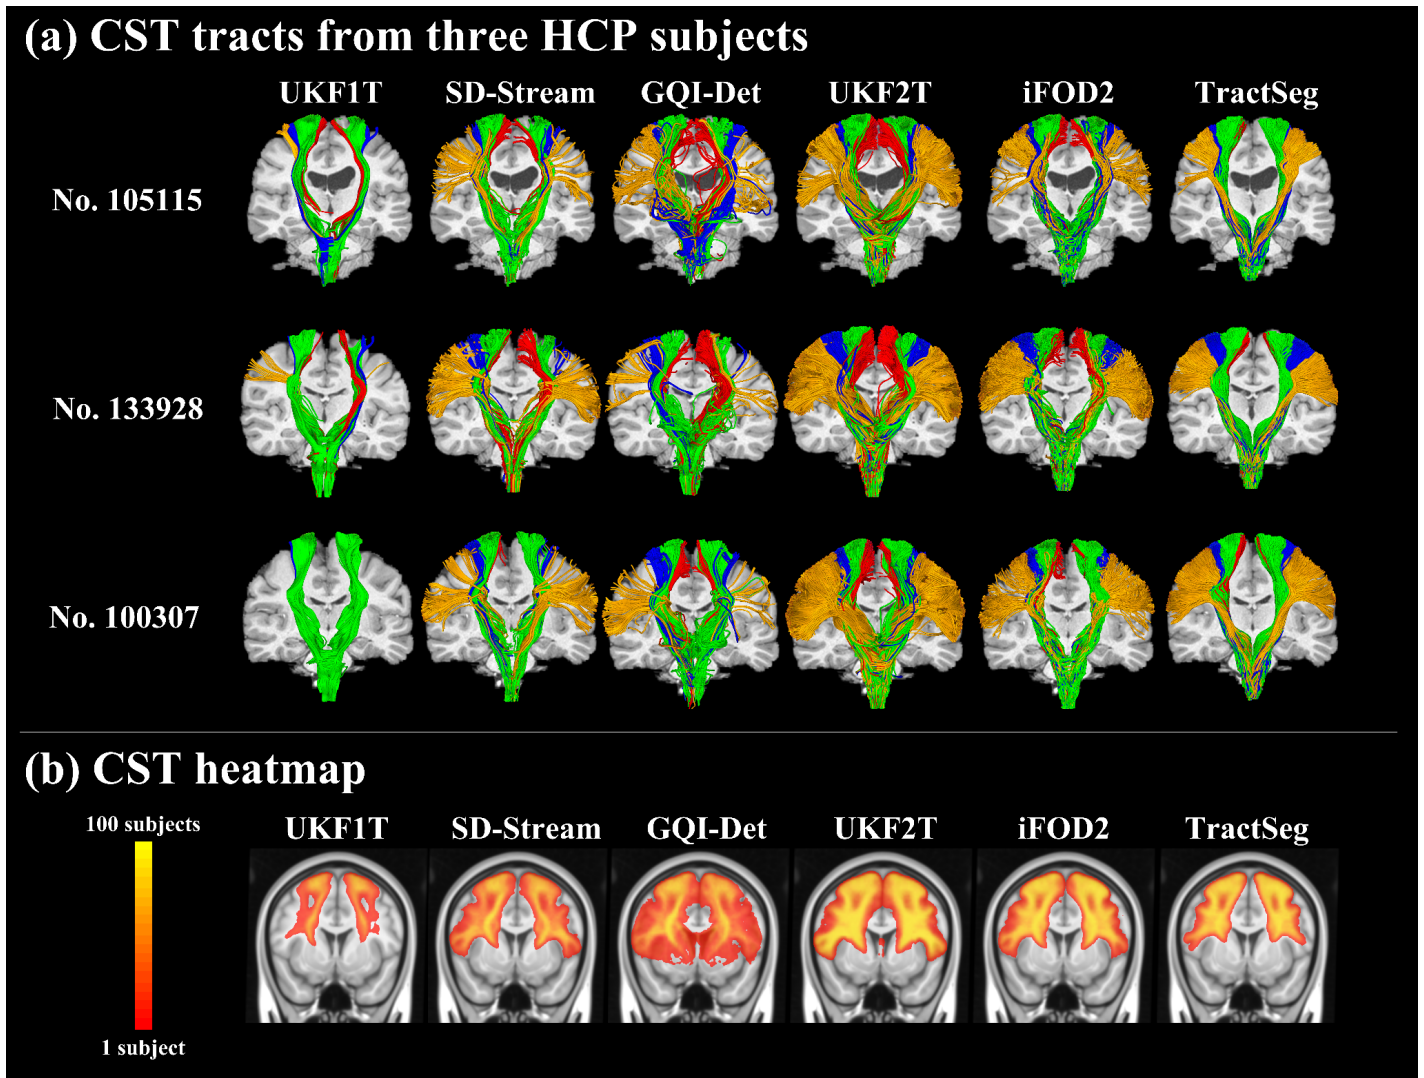 (a) CST tracts from three HCP subjects
UKF1T SD-Stream GQI-Det UKF2T iFOD2 TractSeg
No. 105115
No. 133928
No. 100307
(b) CST heatmap
100 subjects
UKF1T SD-Stream GQI-Det UKF2T iFOD2 TractSeg
1 subject